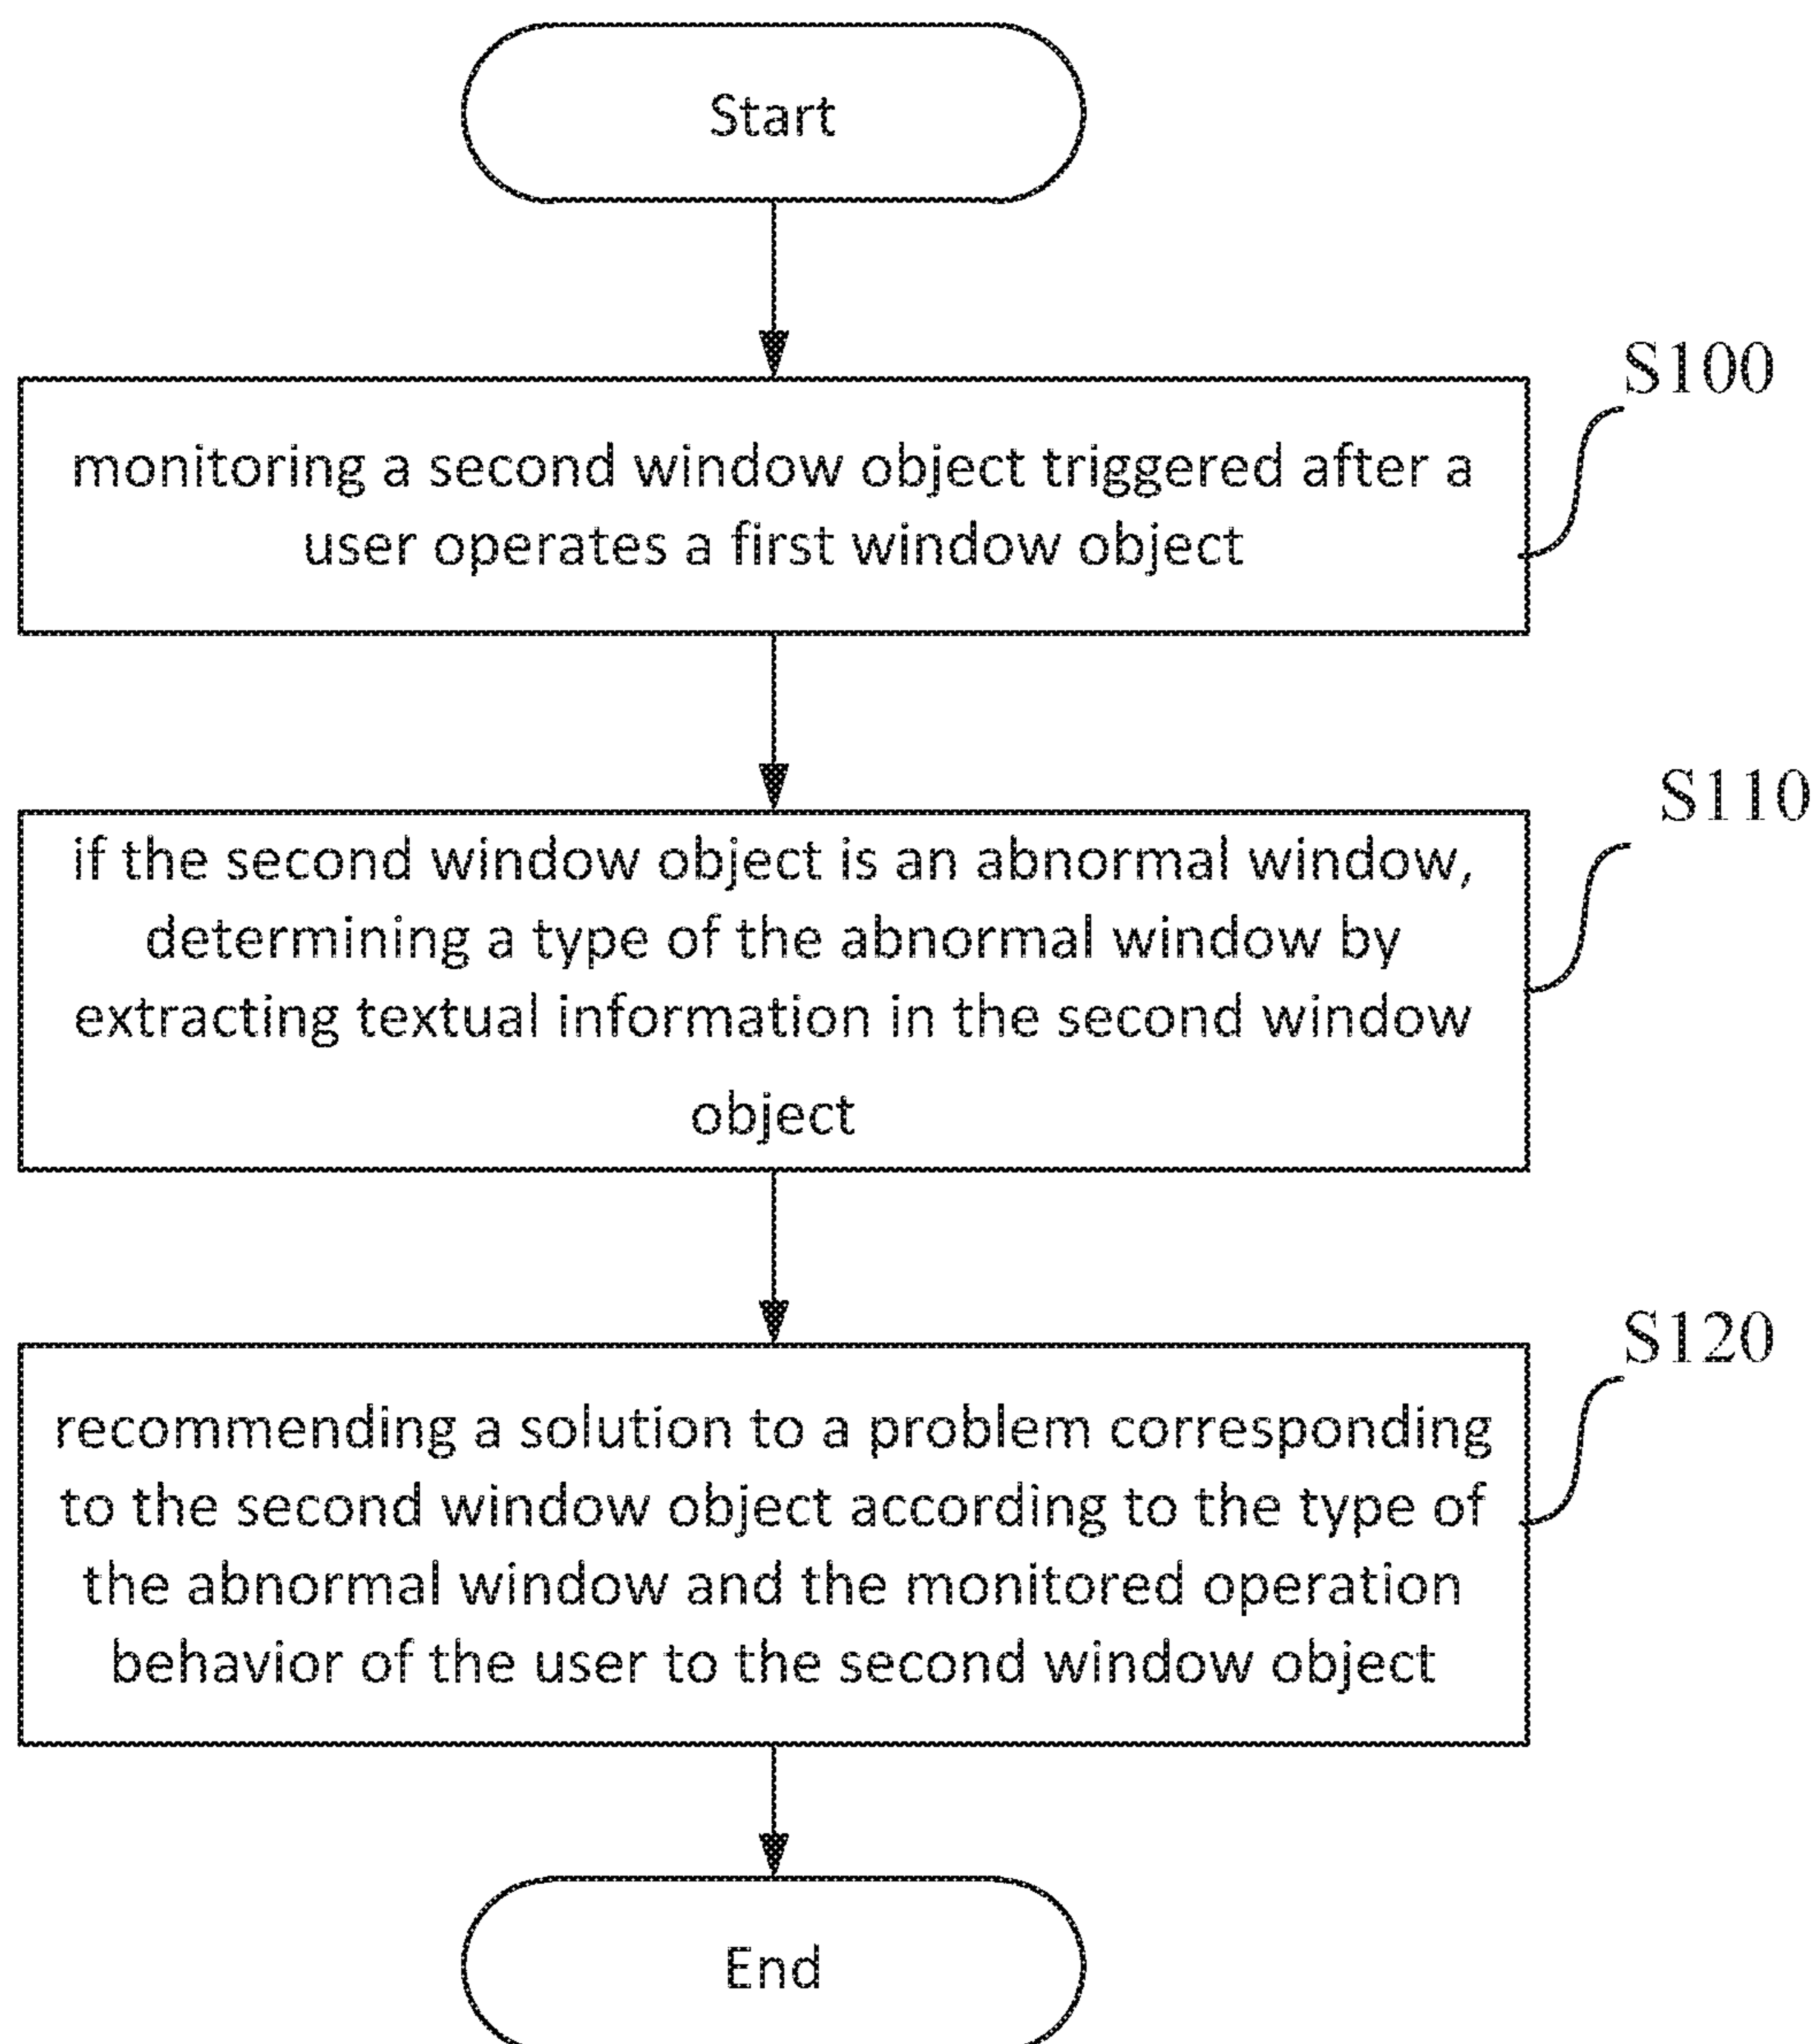 Start
S100
monitoring a second window object triggered after a
user operates a first window object
S110
if the second window object is an abnormal window,
determining a type of the abnormal window by
extracting textual information in the second window
object
S120
recommending a solution to a problem corresponding
to the second window object according to the type of
the abnormal window and the monitored operation
behavior of the user to the second window object
End